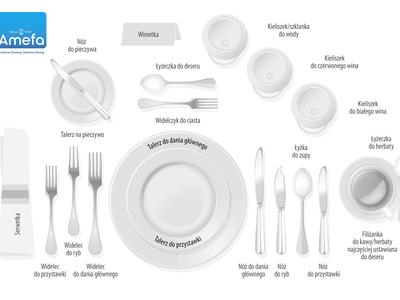 Amefa
Nóż
do pieczywa
Talerz na pieczywo
Winietka
Łyżeczka do deseru
Widelczyk do ciasta
Kieliszek/szklanka
do wody
Kieliszek
do czerwonego wina
Kieliszek
do białego wina
Serwetka
Widelec
do przystawki
Widelec
do ryb
Widelec
do dania głównego
Talerz do dania głównego
Talerz do przystawki
Nóż do dania
głównego
Nóż
do ryb
Łyżka
do zupy
Nóż
do przystawki
Łyżeczka
do herbaty
Filiżanka
do kawy/herbaty
najczęściej ustawiana
do deseru